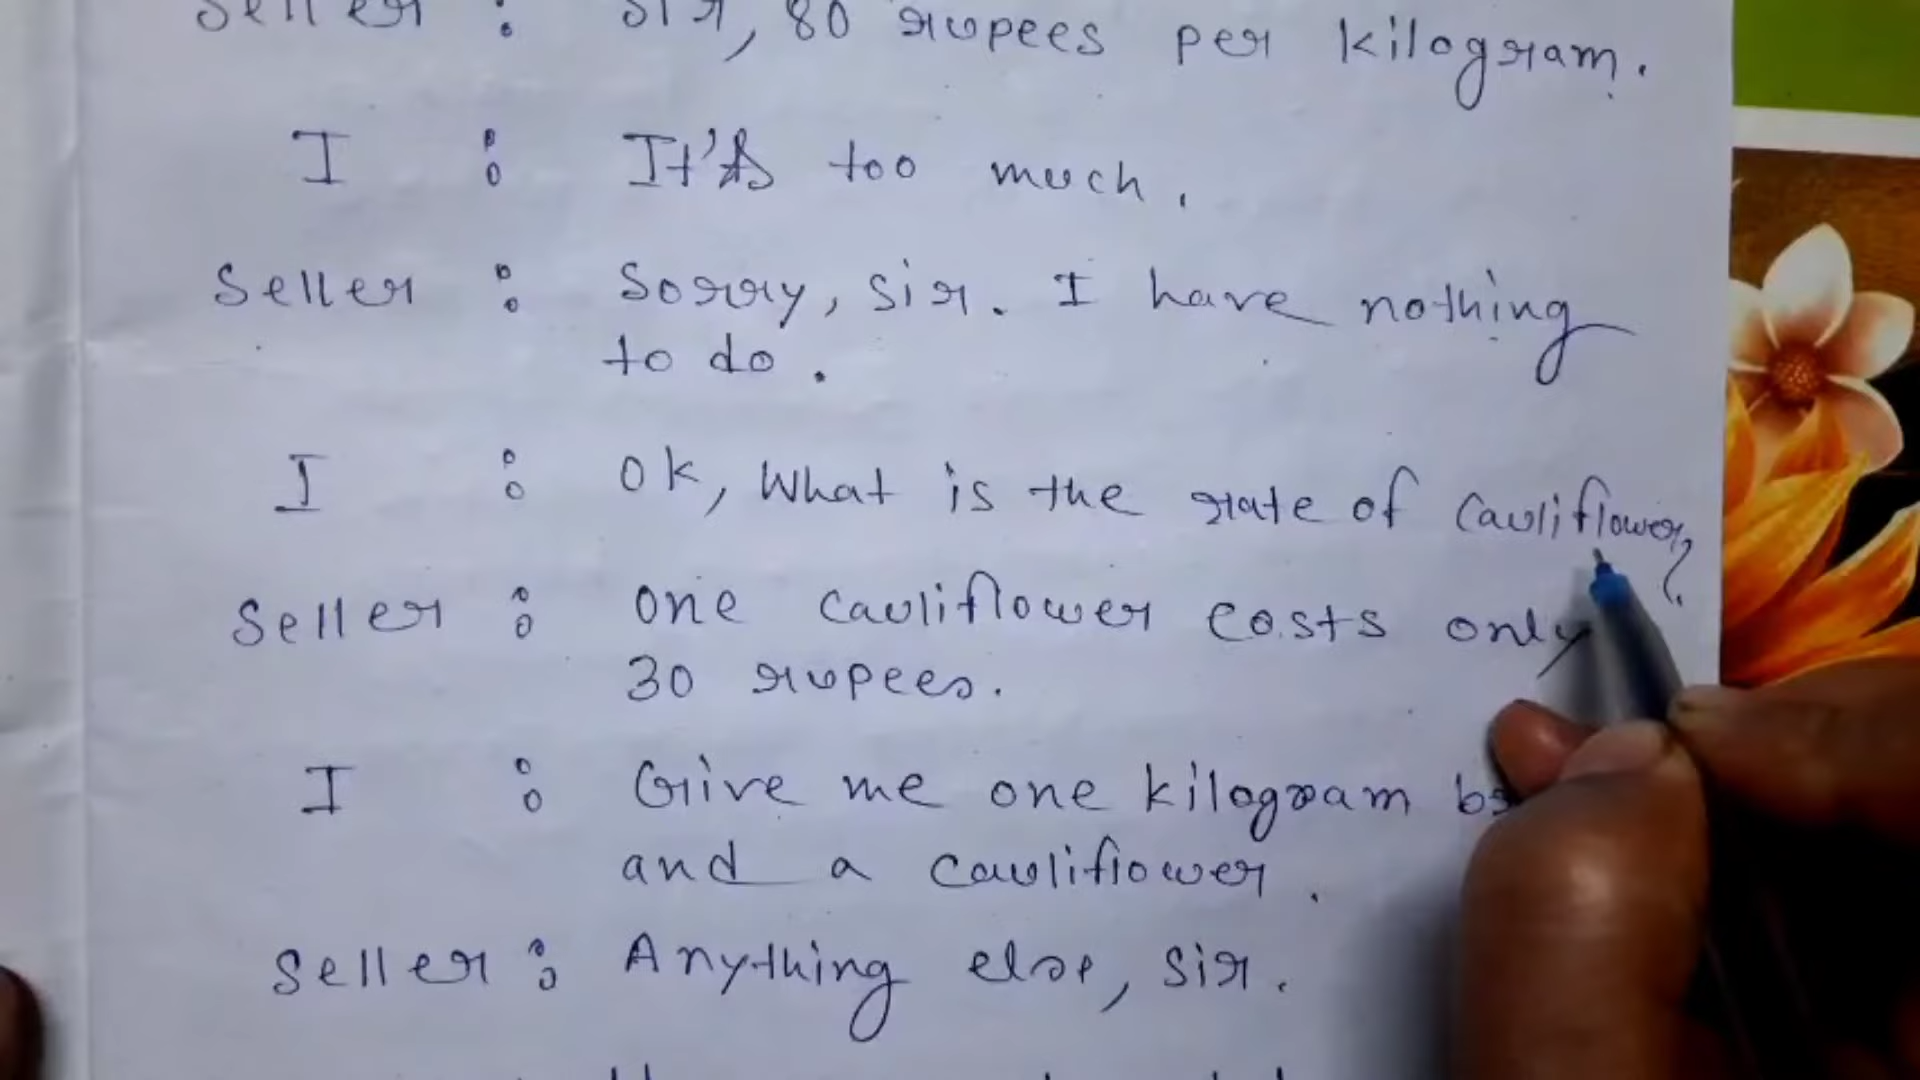 Seller : Sir, 80 rupees per kilogram.
I : It's too much.
Seller : Sorry, sir. I have nothing
to do.
I : Ok, What is the rate of cauliflower?
Seller : One cauliflower costs only
30 rupees.
I : Give me one kilogram
and a cauliflower.
Seller : Anything else, sir.